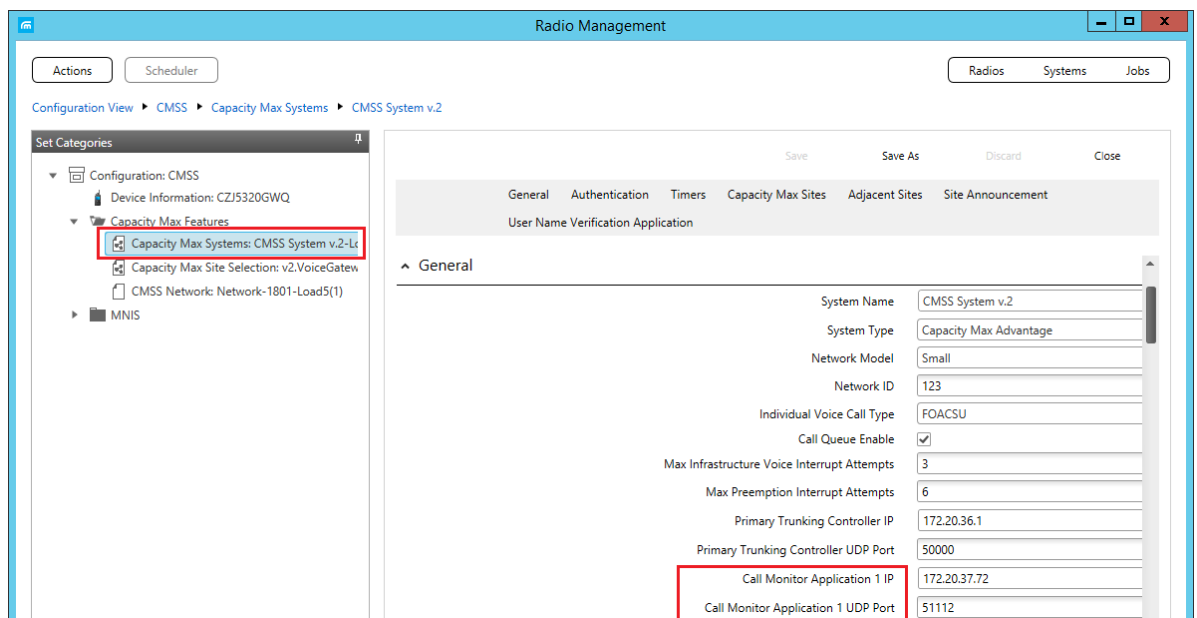 Radio Management
Actions
Scheduler
Radios Systems Jobs
Configuration View CMSS Capacity Max Systems CMSS System v.2
Set Categories
Configuration: CMSS
Device Information: CZJ5320GWQ
Capacity Max Features
Capacity Max Systems: CMSS System v.2-Lo
Capacity Max Site Selection: v2.VoiceGatew
CMSS Network: Network-1801-Load5(1)
MNIS
Save Save As Discard Close
General Authentication Timers Capacity Max Sites Adjacent Sites Site Announcement
User Name Verification Application
General
System Name CMSS System v.2
System Type Capacity Max Advantage
Network Model Small
Network ID 123
Individual Voice Call Type FOACSU
Call Queue Enable
Max Infrastructure Voice Interrupt Attempts 3
Max Preemption Interrupt Attempts 6
Primary Trunking Controller IP 172.20.36.1
Primary Trunking Controller UDP Port 50000
Call Monitor Application 1 IP 172.20.37.72
Call Monitor Application 1 UDP Port 51112